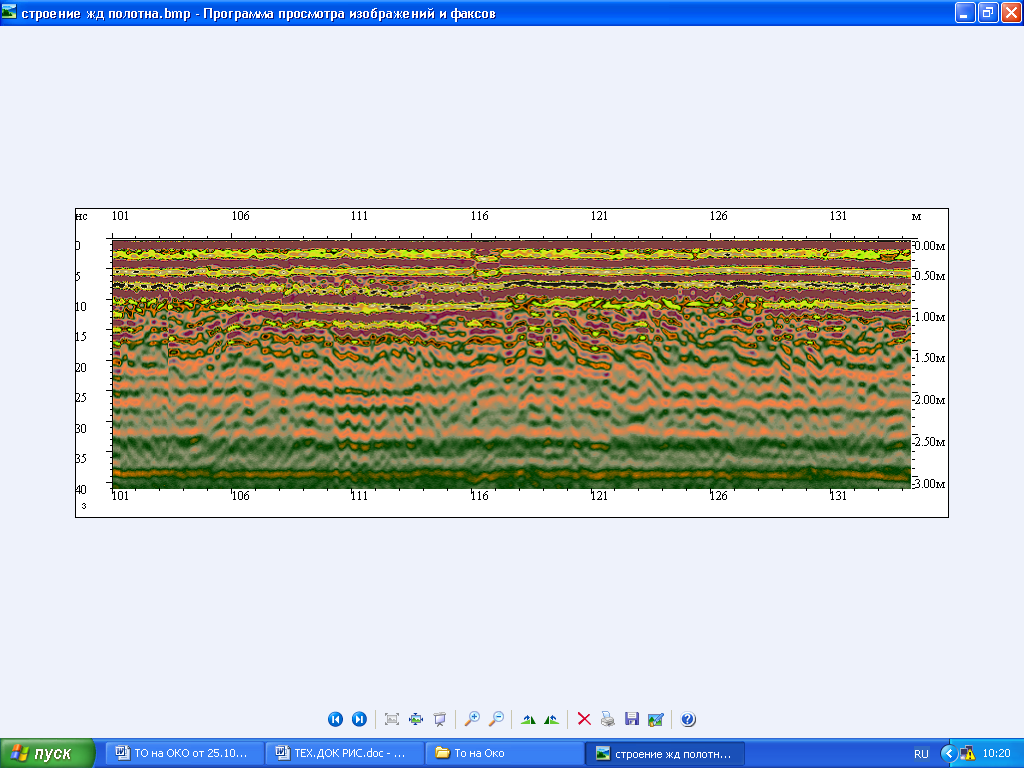 строение жд полотна.bmp - Программа просмотра изображений и факсов
нс 101 106 111 116 121 126 131 м
0 0.00м
5 0.50м
10 1.00м
15 1.50м
20
25 2.00м
30 2.50м
35
40 3.00м
101 106 111 116 121 126 131
з
пуск ТО на ОКО от 25.10... ТЕХ.ДОК РИС.doc - ... То на Око строение жд полотн... RU 10:20